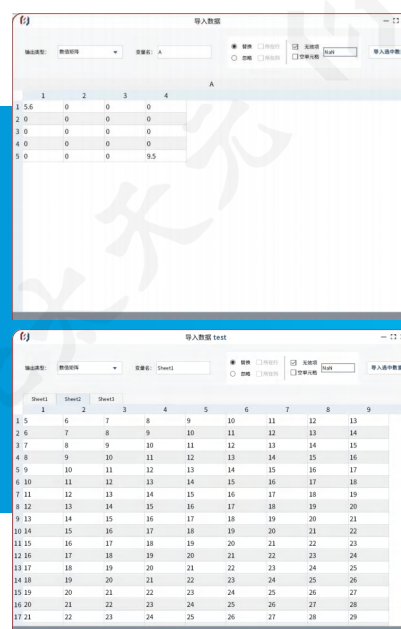 导入数据
输出类型: 数值矩阵 变量名: A 替换 所在行 无效项 NaN 导入选中数
忽略 所在列 空单元格
A
1 2 3 4
1 5.6 0 0 0
2 0 0 0 0
3 0 0 0 0
4 0 0 0 0
5 0 0 0 9.5
导入数据 test
输出类型: 数值矩阵 变量名: Sheet1 替换 所在行 无效项 NaN 导入选中数据
忽略 所在列 空单元格
Sheet1 Sheet2 Sheet3
1 2 3 4 5 6 7 8 9
1 5 6 7 8 9 10 11 12 13
2 6 7 8 9 10 11 12 13 14
3 7 8 9 10 11 12 13 14 15
4 8 9 10 11 12 13 14 15 16
5 9 10 11 12 13 14 15 16 17
6 10 11 12 13 14 15 16 17 18
7 11 12 13 14 15 16 17 18 19
8 12 13 14 15 16 17 18 19 20
9 13 14 15 16 17 18 19 20 21
10 14 15 16 17 18 19 20 21 22
11 15 16 17 18 19 20 21 22 23
12 16 17 18 19 20 21 22 23 24
13 17 18 19 20 21 22 23 24 25
14 18 19 20 21 22 23 24 25 26
15 19 20 21 22 23 24 25 26 27
16 20 21 22 23 24 25 26 27 28
17 21 22 23 24 25 26 27 28 29